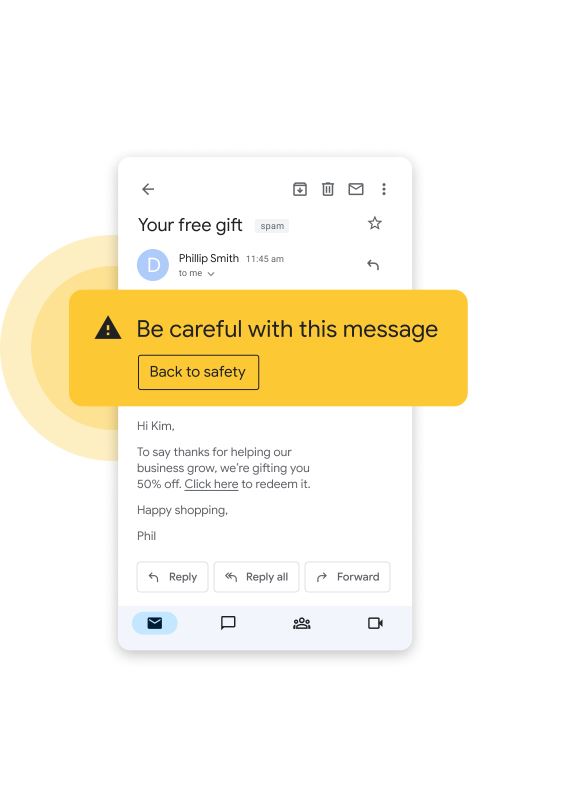 Your free gift spam
D
Phillip Smith 11:45 am
to me
Be careful with this message
Back to safety
Hi Kim,
To say thanks for helping our
business grow, we're gifting you
50% off. Click here to redeem it.
Happy shopping,
Phil
Reply Reply all Forward